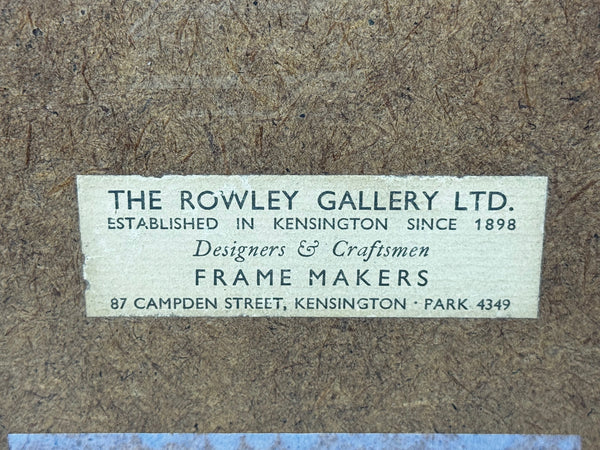 THE ROWLEY GALLERY LTD.
ESTABLISHED IN KENSINGTON SINCE 1898
Designers & Craftsmen
FRAME MAKERS
87 CAMPDEN STREET, KENSINGTON · PARK 4349